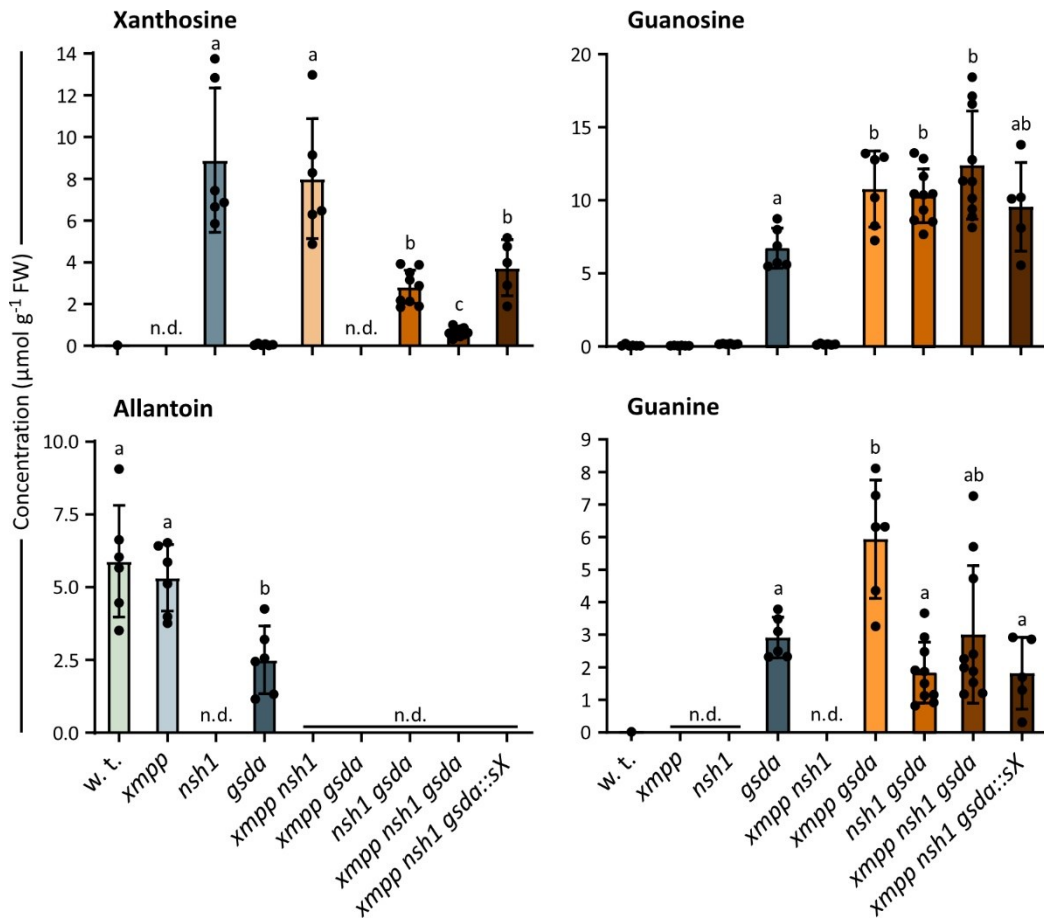 Xanthosine
Guanosine
Concentration (µmol g⁻¹ FW)
14
12
10
8
6
4
2
0
n.d.
a
a
n.d.
b
c
b
20
15
10
5
0
a
b
b
b
ab
Allantoin
Guanine
10.0
7.5
5.0
2.5
0.0
a
a
n.d.
b
n.d.
9
8
7
6
5
4
3
2
1
0
n.d.
a
n.d.
b
a
ab
a
w. t.
xmpp
nsh1
gsda
xmpp nsh1
xmpp gsda
nsh1 gsda
xmpp nsh1 gsda
xmpp nsh1 gsda::sX
w. t.
xmpp
nsh1
gsda
xmpp nsh1
xmpp gsda
nsh1 gsda
xmpp nsh1 gsda
xmpp nsh1 gsda::sX